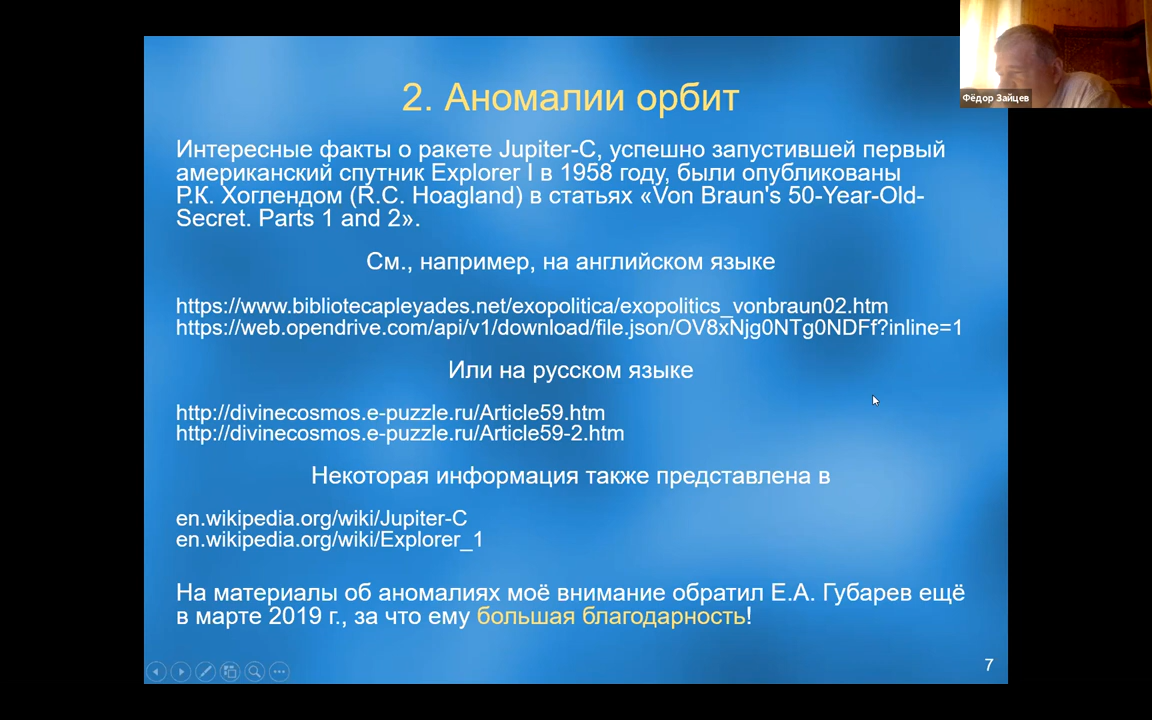 Фёдор Зайцев
2. Аномалии орбит
Интересные факты о ракете Jupiter-C, успешно запустившей первый
американский спутник Explorer I в 1958 году, были опубликованы
Р.К. Хоглендом (R.C. Hoagland) в статьях «Von Braun's 50-Year-Old-
Secret. Parts 1 and 2».
См., например, на английском языке
https://www.bibliotecapleyades.net/exopolitica/exopolitics_vonbraun02.htm
https://web.opendrive.com/api/v1/download/file.json/OV8xNjg0NTg0NDFf?inline=1
Или на русском языке
http://divinecosmos.e-puzzle.ru/Article59.htm
http://divinecosmos.e-puzzle.ru/Article59-2.htm
Некоторая информация также представлена в
en.wikipedia.org/wiki/Jupiter-C
en.wikipedia.org/wiki/Explorer_1
На материалы об аномалиях моё внимание обратил Е.А. Губарев ещё
в марте 2019 г., за что ему большая благодарность!
7